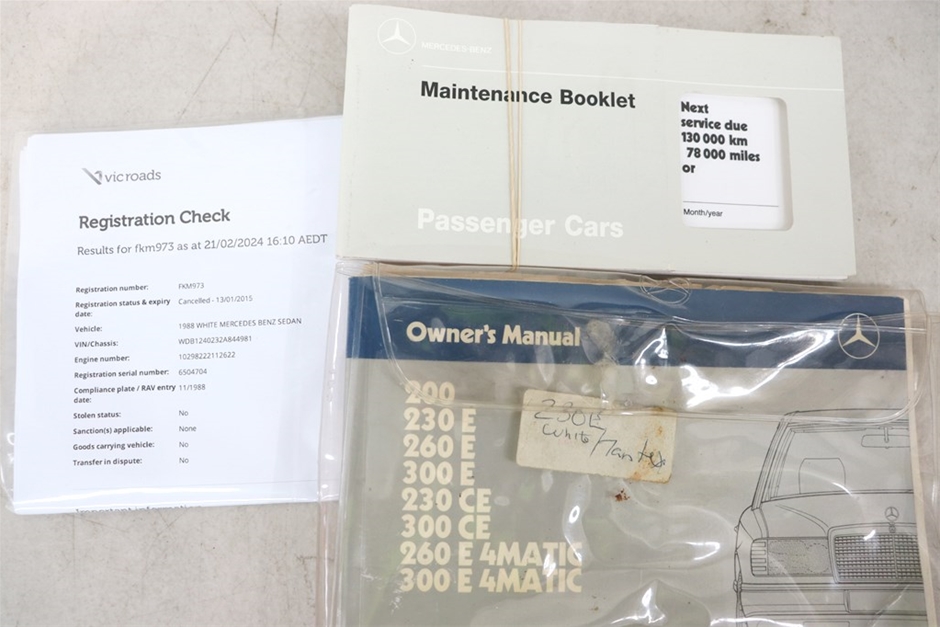 vicroads
Registration Check
Results for fkm973 as at 21/02/2024 16:10 AEDT
Registration number: FKM973
Registration status & expiry date: Cancelled - 13/01/2015
Vehicle: 1988 WHITE MERCEDES BENZ SEDAN
VIN/Chassis: WDB1240232A844981
Engine number: 10298222112622
Registration serial number: 6504704
Compliance plate / RAV entry date: 11/1988
Stolen status: No
Sanction(s) applicable: None
Goods carrying vehicle: No
Transfer in dispute: No
Important information
MERCEDES-BENZ
Maintenance Booklet
Passenger Cars
Next
service due
130 000 km
78 000 miles
or
Month/year
Owner's Manual
200
230 E
260 E
300 E
230 CE
300 CE
260 E 4MATIC
300 E 4MATIC
230E
White